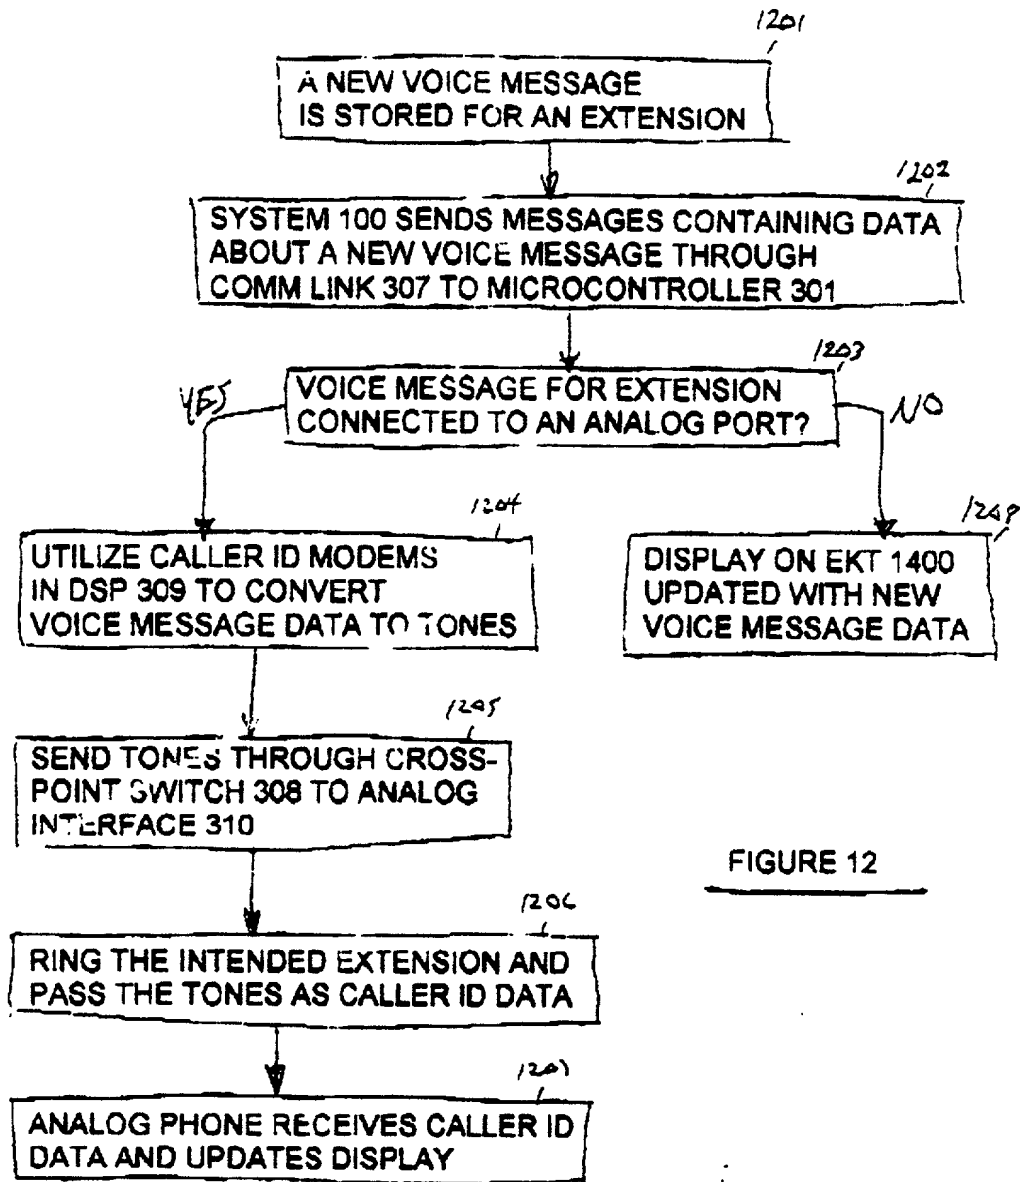 1201
A NEW VOICE MESSAGE
IS STORED FOR AN EXTENSION
1202
SYSTEM 100 SENDS MESSAGES CONTAINING DATA
ABOUT A NEW VOICE MESSAGE THROUGH
COMM LINK 307 TO MICROCONTROLLER 301
1203
VOICE MESSAGE FOR EXTENSION
CONNECTED TO AN ANALOG PORT?
YES
NO
1204
UTILIZE CALLER ID MODEMS
IN DSP 309 TO CONVERT
VOICE MESSAGE DATA TO TONES
1208
DISPLAY ON EKT 1400
UPDATED WITH NEW
VOICE MESSAGE DATA
1205
SEND TONES THROUGH CROSS-
POINT SWITCH 308 TO ANALOG
INTERFACE 310
FIGURE 12
1206
RING THE INTENDED EXTENSION AND
PASS THE TONES AS CALLER ID DATA
1207
ANALOG PHONE RECEIVES CALLER ID
DATA AND UPDATES DISPLAY